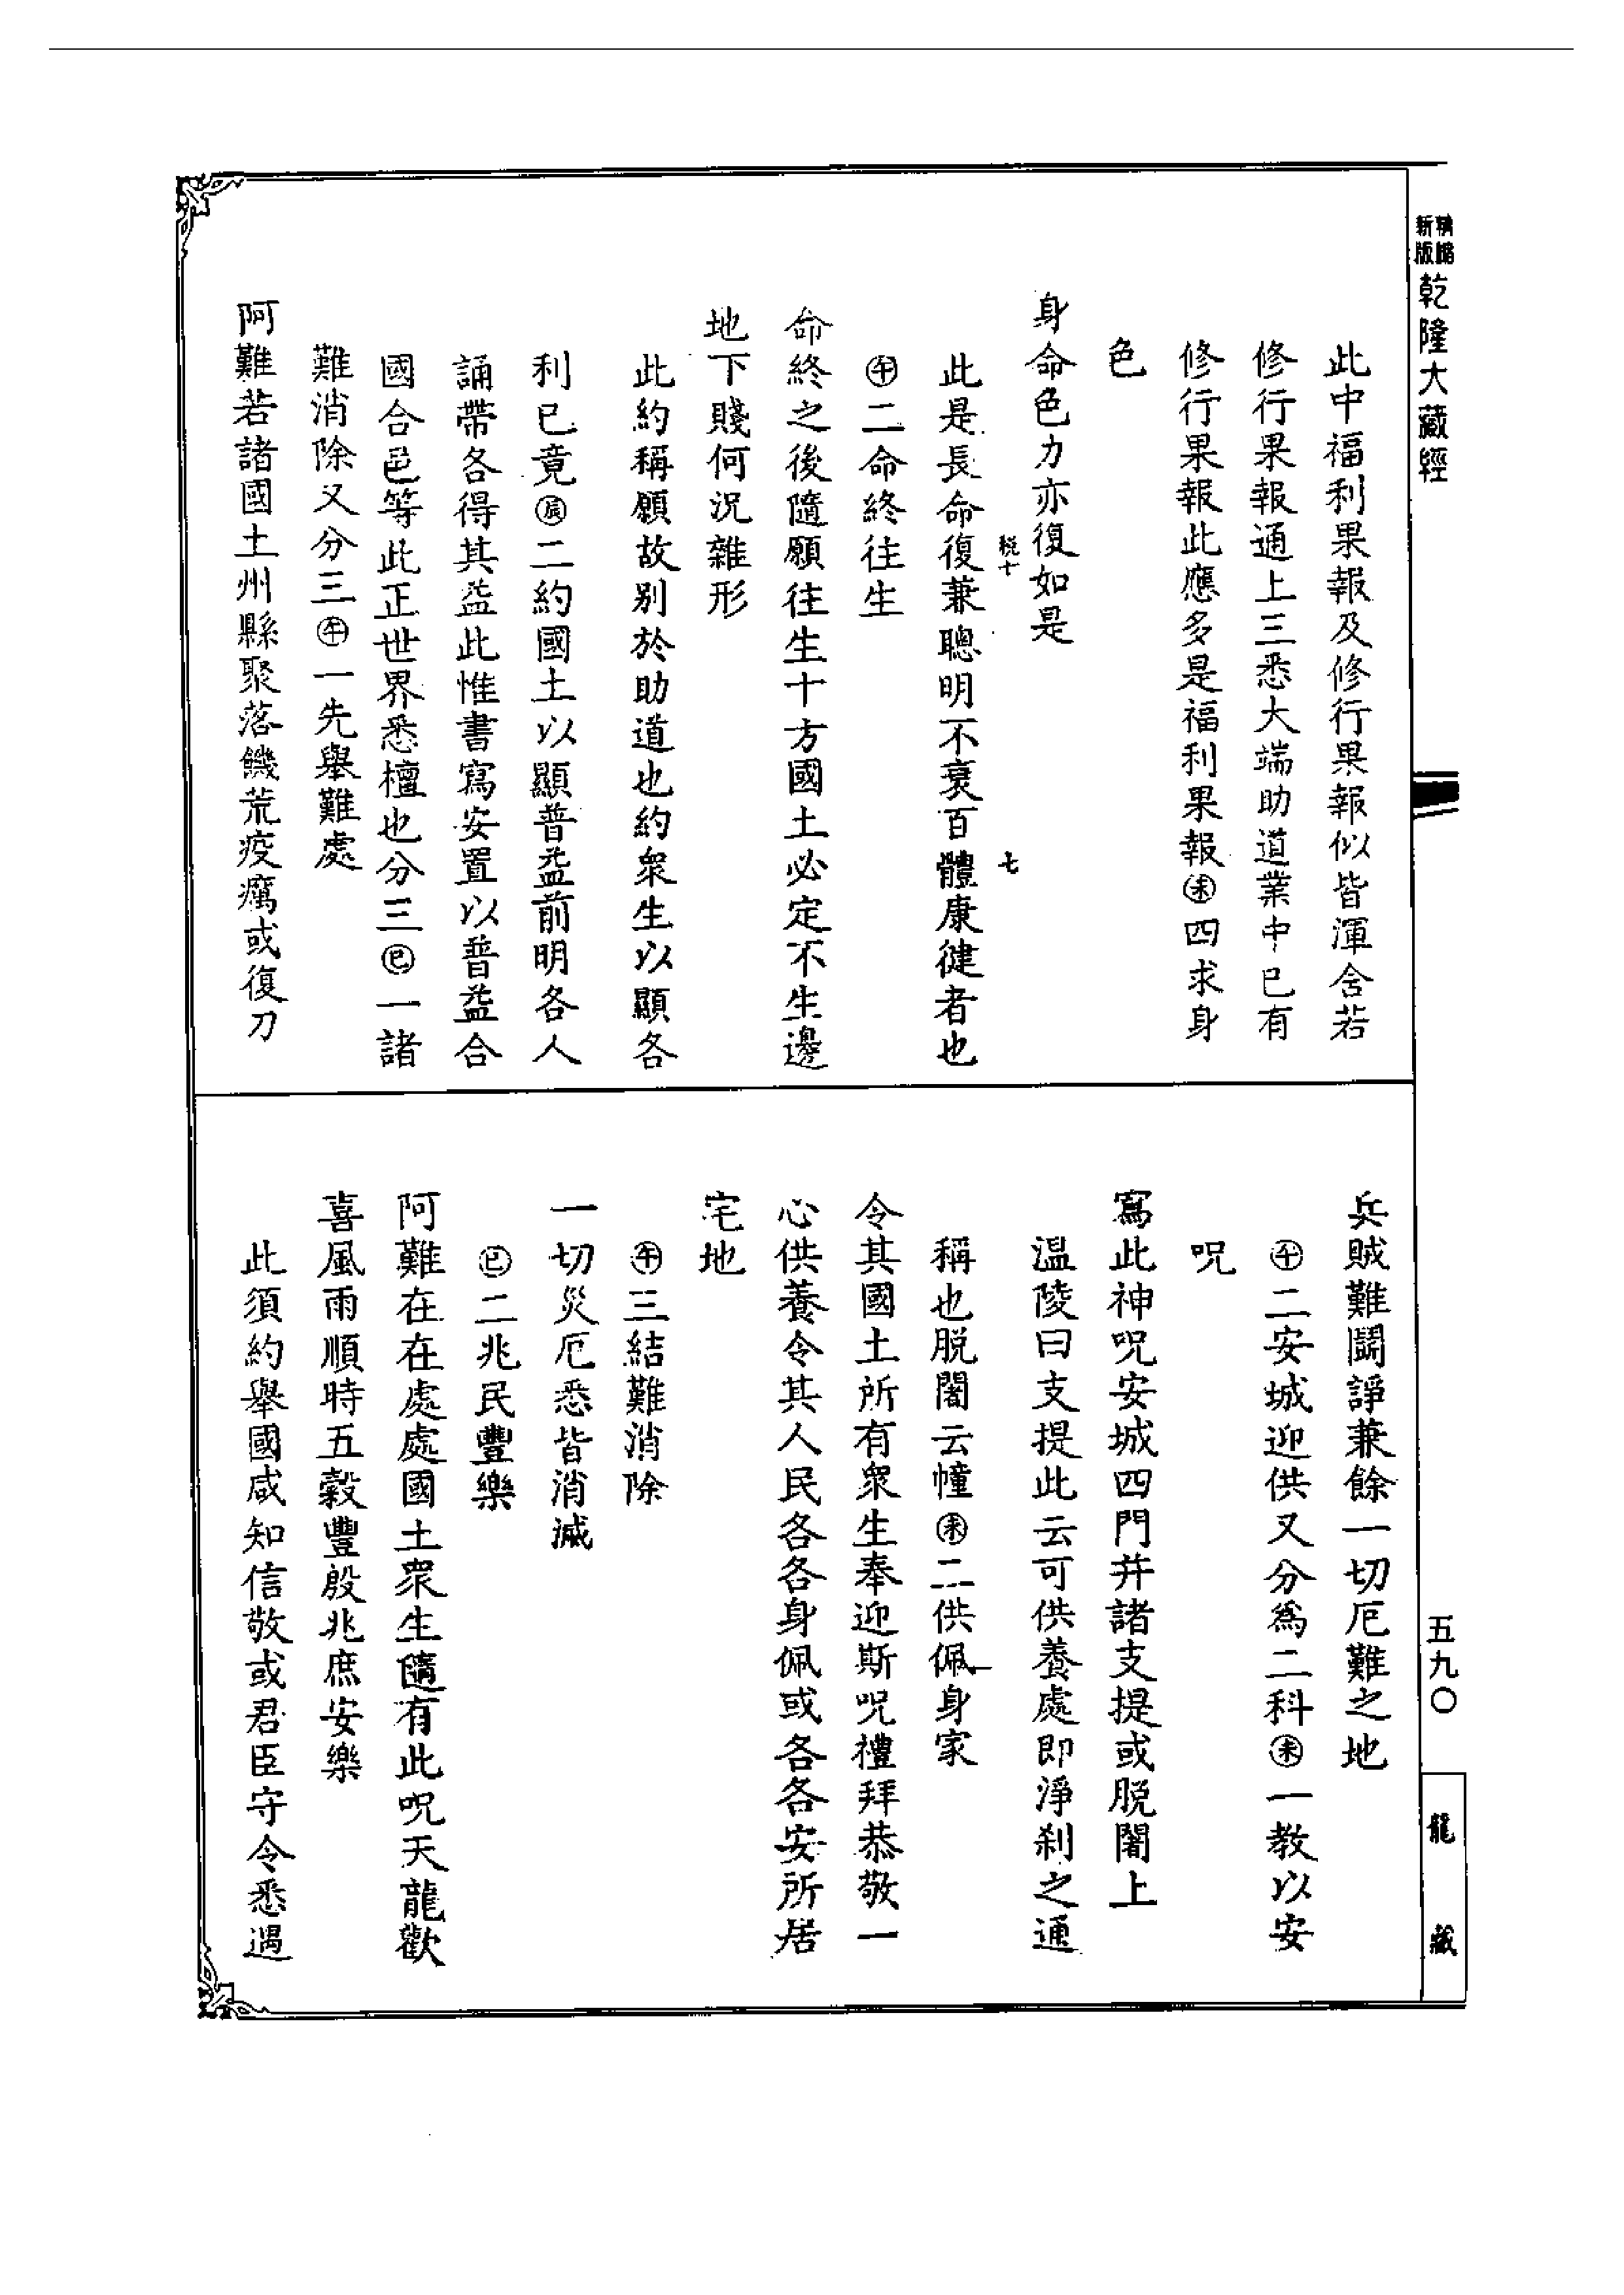 新版
精縮
乾隆大藏經
此中福利果報及修行果報似皆渾含若
修行果報通上三悉大端助道業中已有
修行果報此應多是福利果報㊍四求身
色
身命色力亦復如是
稅十
七
此是長命復兼聰明不衰百體康健者也
㊌二命終往生
命終之後隨願往生十方國土必定不生邊
地下賤何況雜形
此約稱願故別於助道也約衆生以顯各
利已竟二約國土以顯普益前明各人
誦帶各得其益此惟書寫安置以普益合
國合邑等此正世界悉檀也分三一諸
難消除又分三一先舉難處
阿難若諸國土州縣聚落饑荒疫癘或復刀
兵賊難鬪諍兼餘一切厄難之地
二安城迎供又分爲二科一教以安
呪
寫此神呪安城四門并諸支提或脫闍上
溫陵曰支提此云可供養處即淨刹之通
稱也脫闍云幢二供佩身家
令其國土所有衆生奉迎斯呪禮拜恭敬一
心供養令其人民各各身佩或各各安所居
宅地
三結難消除
一切災厄悉皆消滅
二兆民豐樂
阿難在在處處國土衆生隨有此呪天龍歡
喜風雨順時五穀豐殷兆庶安樂
此須約舉國咸知信敬或君臣守令悉遇
五九〇
龍藏